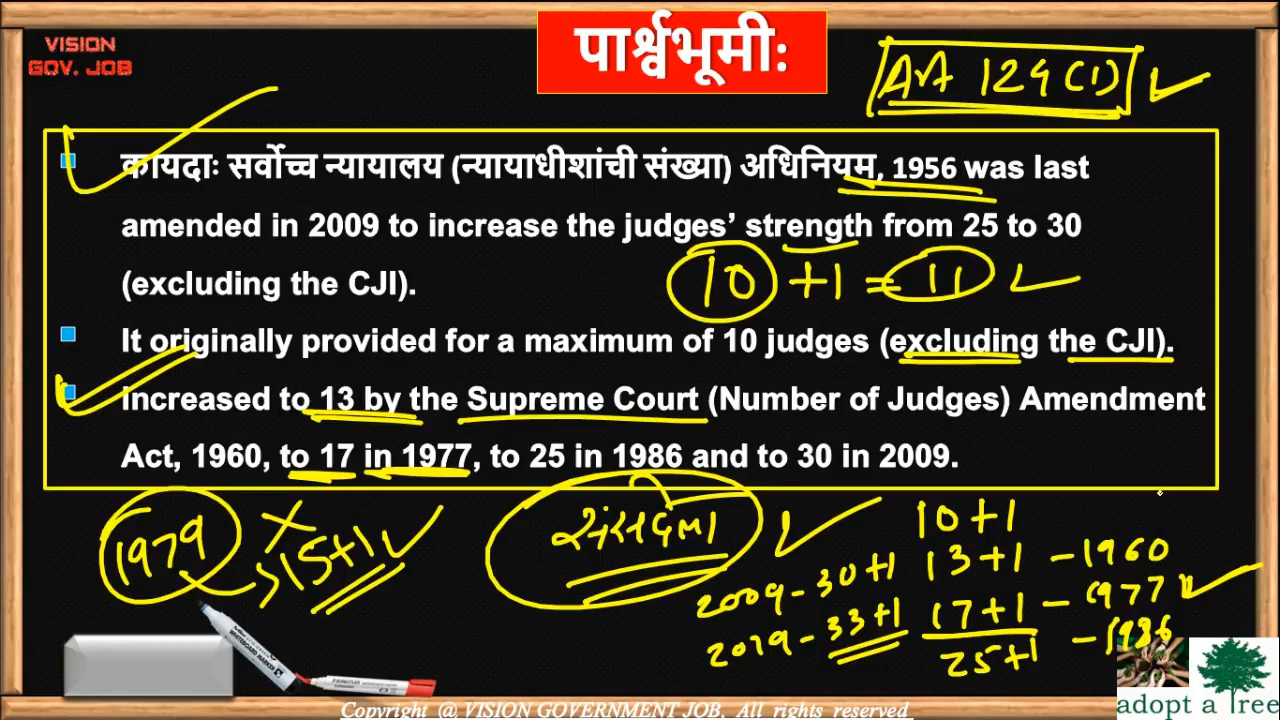 VISION
GOV. JOB
पार्श्वभूमीः
Art 124(1)
कायदाः सर्वोच्च न्यायालय (न्यायाधीशांची संख्या) अधिनियम, 1956 was last
amended in 2009 to increase the judges’ strength from 25 to 30
(excluding the CJI).
10 +1 = 11
It originally provided for a maximum of 10 judges (excluding the CJI).
Increased to 13 by the Supreme Court (Number of Judges) Amendment
Act, 1960, to 17 in 1977, to 25 in 1986 and to 30 in 2009.
1979
15+1
10+1
13+1 - 1960
17+1 - 1977
25+1 - 1986
2009 - 30+1
2019 - 33+1
adopt a Tree
Copyright @ VISION GOVERNMENT JOB, All rights reserved